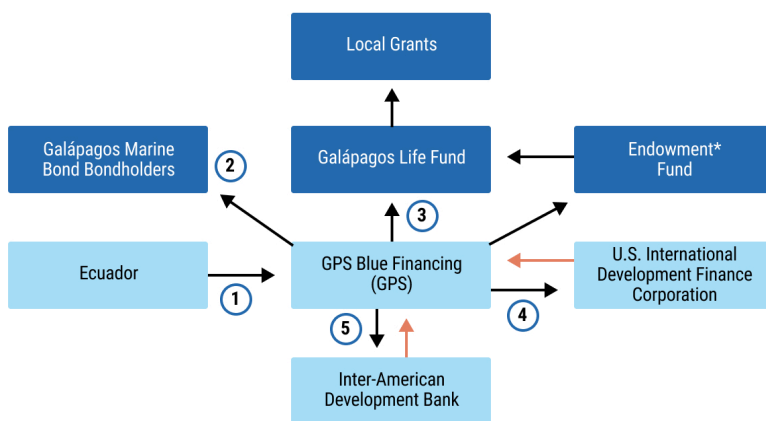 Local Grants
Galápagos Marine
Bond Bondholders
2
Galápagos Life Fund
Endowment*
Fund
3
Ecuador
1
GPS Blue Financing
(GPS)
U.S. International
Development Finance
Corporation
4
5
Inter-American
Development Bank